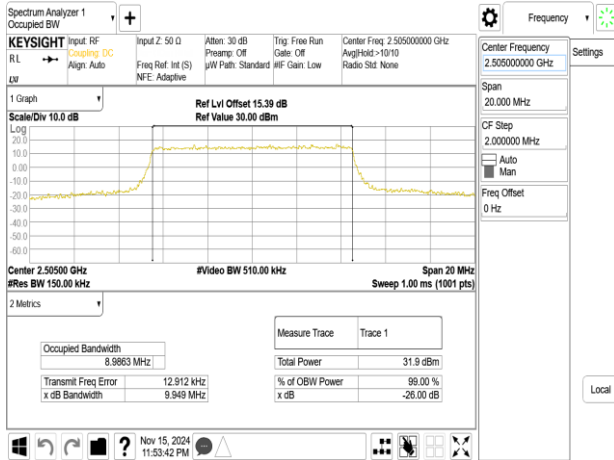 Spectrum Analyzer 1
Occupied BW
Frequency
KEYSIGHT
RL
Input: RF
Coupling: DC
Align: Auto
Input Z: 50 Ω
Freq Ref: Int (S)
NFE: Adaptive
Atten: 30 dB
Preamp: Off
µW Path: Standard
Trig: Free Run
Gate: Off
#IF Gain: Low
Center Freq: 2.505000000 GHz
Avg|Hold:>10/10
Radio Std: None
LXI
1 Graph
Scale/Div 10.0 dB
Ref Lvl Offset 15.39 dB
Ref Value 30.00 dBm
Log
20.0
10.0
0.00
-10.0
-20.0
-30.0
-40.0
-50.0
-60.0
Center 2.50500 GHz
#Res BW 150.00 kHz
#Video BW 510.00 kHz
Span 20 MHz
Sweep 1.00 ms (1001 pts)
2 Metrics
Occupied Bandwidth
8.9863 MHz
Transmit Freq Error 12.912 kHz
x dB Bandwidth 9.949 MHz
Measure Trace Trace 1
Total Power 31.9 dBm
% of OBW Power 99.00 %
x dB -26.00 dB
Center Frequency
2.505000000 GHz
Settings
Span
20.000 MHz
CF Step
2.000000 MHz
Auto
Man
Freq Offset
0 Hz
Local
?
Nov 15, 2024
11:53:42 PM